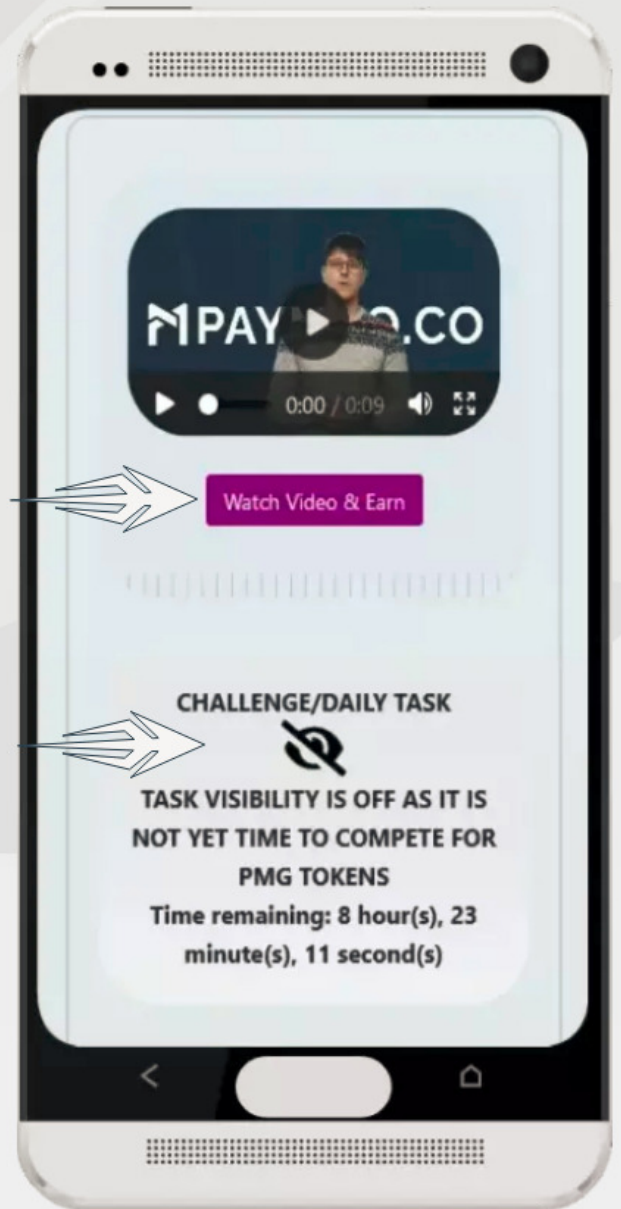 PAY .CO
0:00 / 0:09
Watch Video & Earn
CHALLENGE/DAILY TASK
TASK VISIBILITY IS OFF AS IT IS
NOT YET TIME TO COMPETE FOR
PMG TOKENS
Time remaining: 8 hour(s), 23
minute(s), 11 second(s)